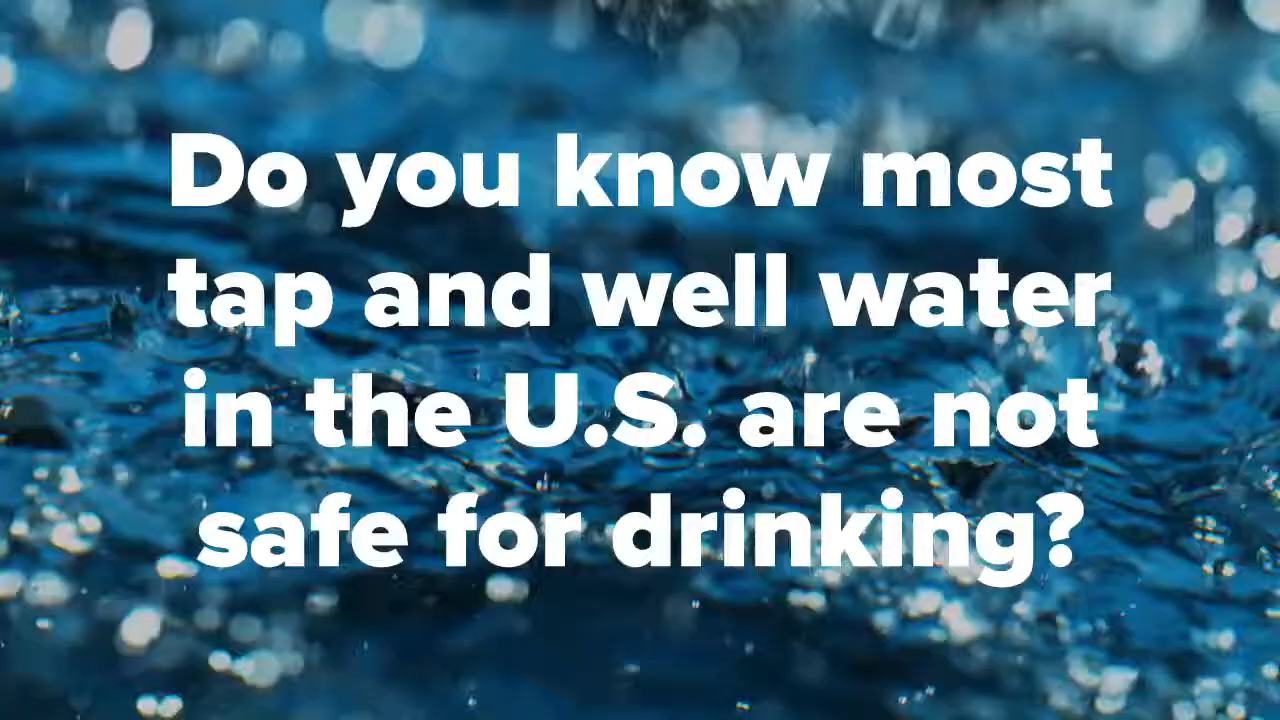 Do you know most
tap and well water
in the U.S. are not
safe for drinking?